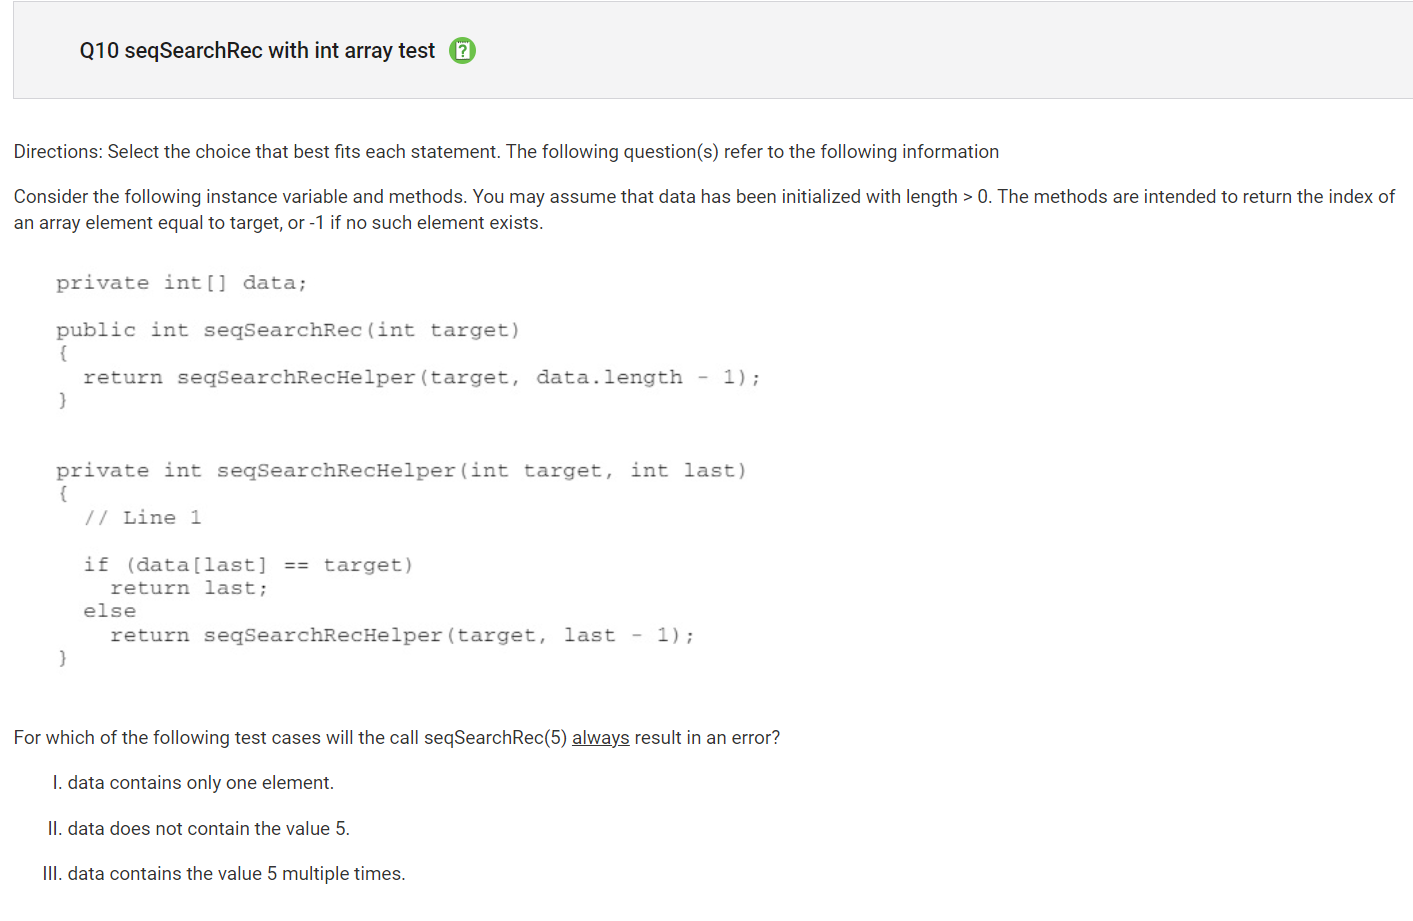 Q10 seqSearchRec with int array test
Directions: Select the choice that best fits each statement. The following question(s) refer to the following information
Consider the following instance variable and methods. You may assume that data has been initialized with length > 0. The methods are intended to return the index of
an array element equal to target, or -1 if no such element exists.
private int[] data;
public int seqSearchRec(int target)
{
return seqSearchRecHelper(target, data.length - 1);
}
private int seqSearchRecHelper(int target, int last)
{
// Line 1
if (data[last] == target)
return last;
else
return seqSearchRecHelper(target, last - 1);
}
For which of the following test cases will the call seqSearchRec(5) always result in an error?
I. data contains only one element.
II. data does not contain the value 5.
III. data contains the value 5 multiple times.